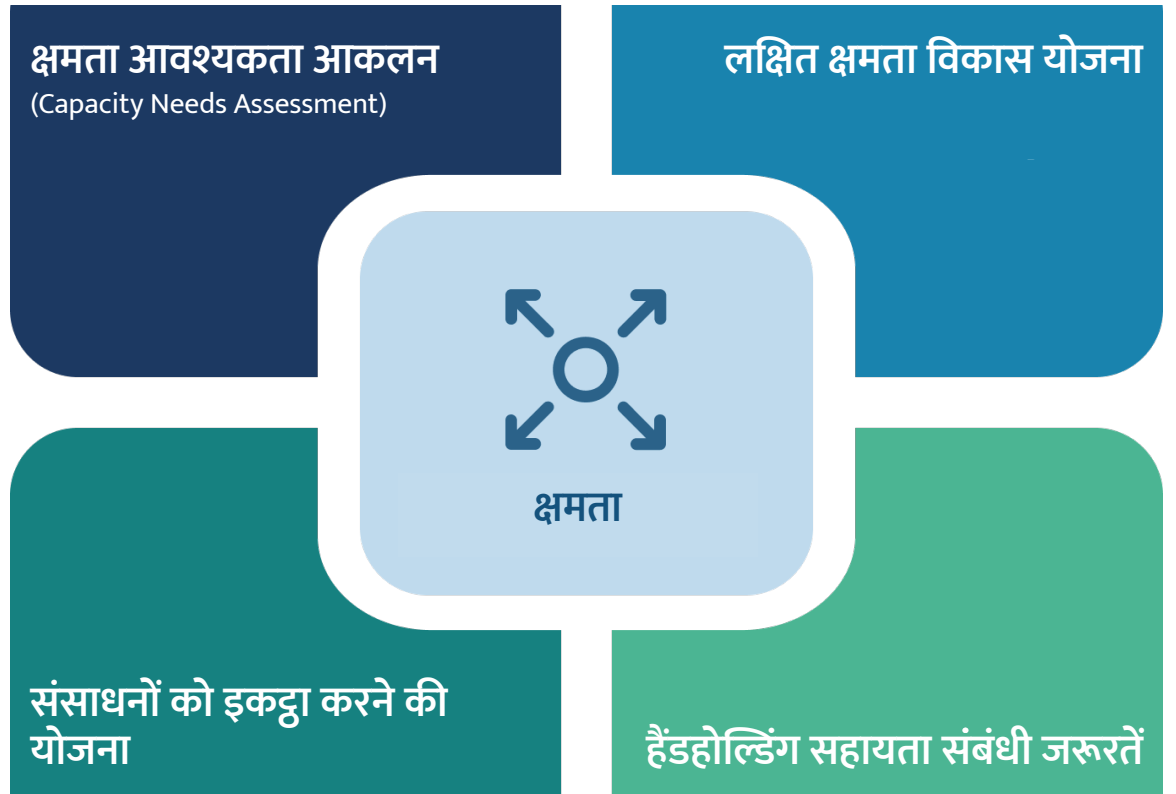 क्षमता आवश्यकता आकलन
(Capacity Needs Assessment)
लक्षित क्षमता विकास योजना
क्षमता
संसाधनों को इकट्ठा करने की
योजना
हैंडहोल्डिंग सहायता संबंधी जरूरतें